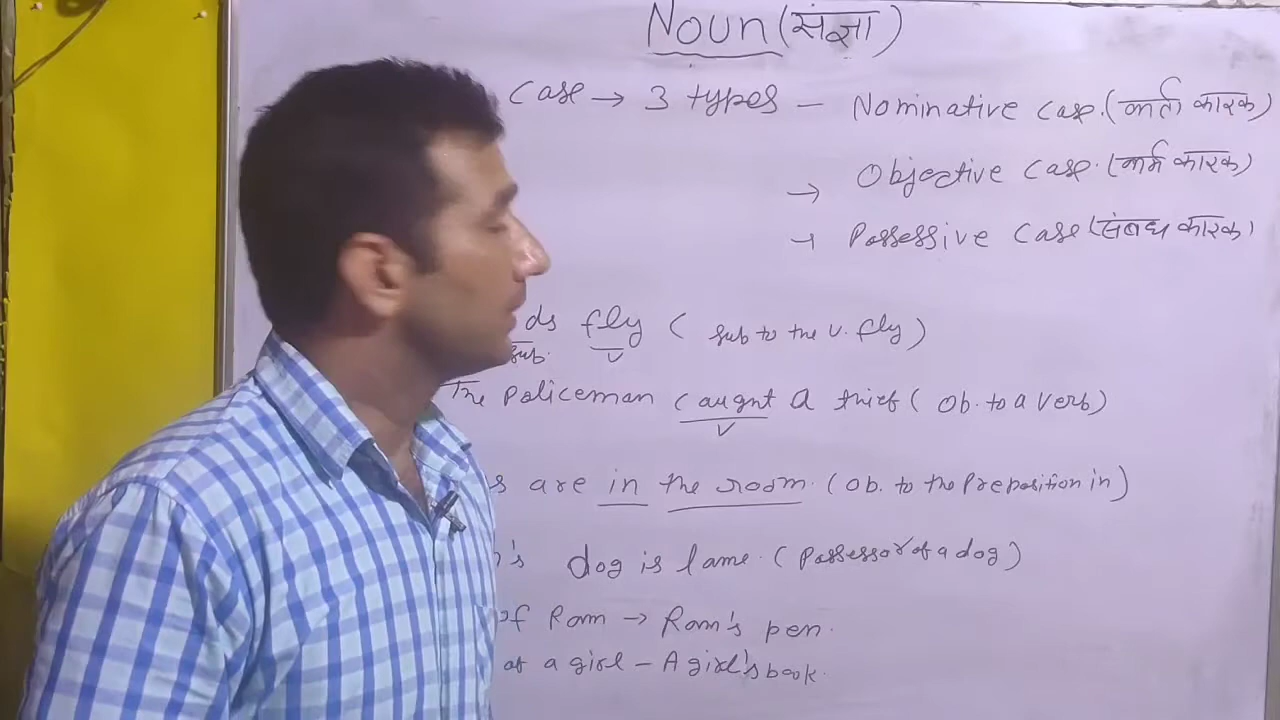 Noun (संज्ञा)
Case → 3 types – Nominative Case. (कर्ता कारक)
→ Objective Case. (कर्म कारक)
→ Possessive Case (संबंध कारक)
ds fly ( sub to the v. fly )
sub. V
The Policeman Caught a thief ( Ob. to a verb )
V
s are in the room. ( Ob. to the Preposition in )
's dog is lame. ( Possessor of a dog )
of Ram → Ram's pen.
of a girl – A girl's book.